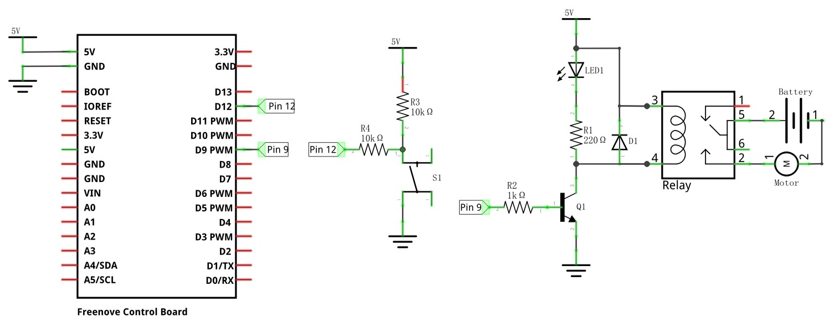 5V
5V
GND
BOOT
IOREF
RESET
3.3V
5V
GND
GND
VIN
A0
A1
A2
A3
A4/SDA
A5/SCL
3.3V
GND
D13
D12
D11 PWM
D10 PWM
D9 PWM
D8
D7
D6 PWM
D5 PWM
D4
D3 PWM
D2
D1/TX
D0/RX
Pin 12
Pin 9
Freenove Control Board
5V
R3
10kΩ
R4
10kΩ
Pin 12
S1
5V
LED1
R1
220Ω
D1
R2
1kΩ
Pin 9
Q1
3
4
1
5
6
2
Relay
Battery
2
1
1
M
2
Motor